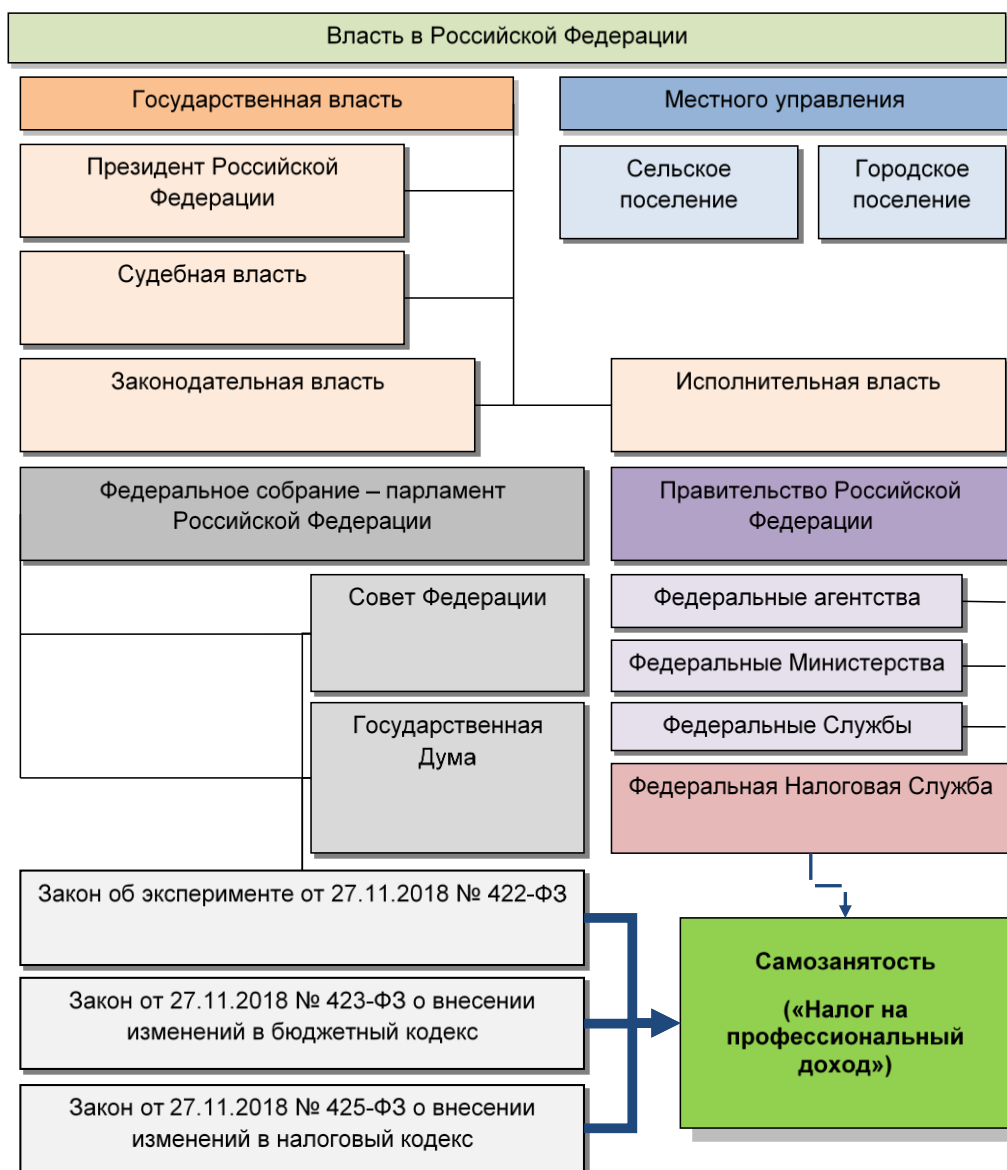 Власть в Российской Федерации
Государственная власть
Местного управления
Президент Российской
Федерации
Сельское
поселение
Городское
поселение
Судебная власть
Законодательная власть
Исполнительная власть
Федеральное собрание – парламент
Российской Федерации
Правительство Российской
Федерации
Совет Федерации
Федеральные агентства
Федеральные Министерства
Государственная
Дума
Федеральные Службы
Федеральная Налоговая Служба
Закон об эксперименте от 27.11.2018 № 422-ФЗ
Закон от 27.11.2018 № 423-ФЗ о внесении
изменений в бюджетный кодекс
Закон от 27.11.2018 № 425-ФЗ о внесении
изменений в налоговый кодекс
Самозанятость
(«Налог на
профессиональный
доход»)